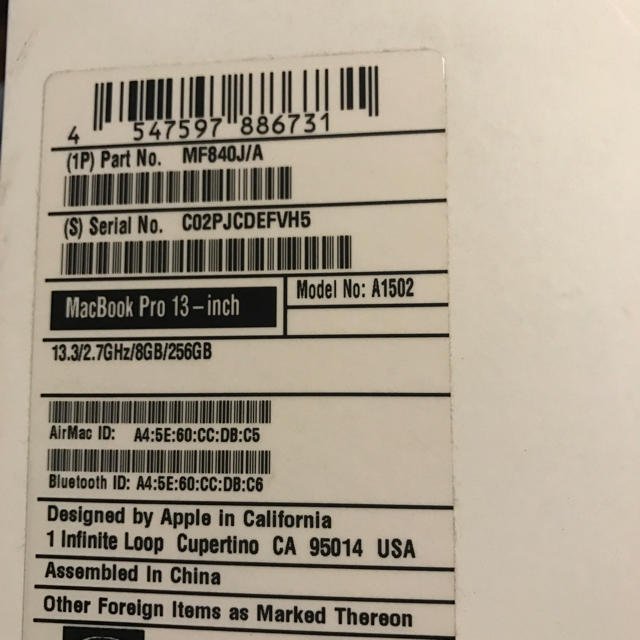 4 547597 886731
(1P) Part No. MF840J/A
(S) Serial No. C02PJCDEFVH5
MacBook Pro 13-inch
Model No: A1502
13.3/2.7GHz/8GB/256GB
AirMac ID: A4:5E:60:CC:DB:C5
Bluetooth ID: A4:5E:60:CC:DB:C6
Designed by Apple in California
1 Infinite Loop Cupertino CA 95014 USA
Assembled In China
Other Foreign Items as Marked Thereon